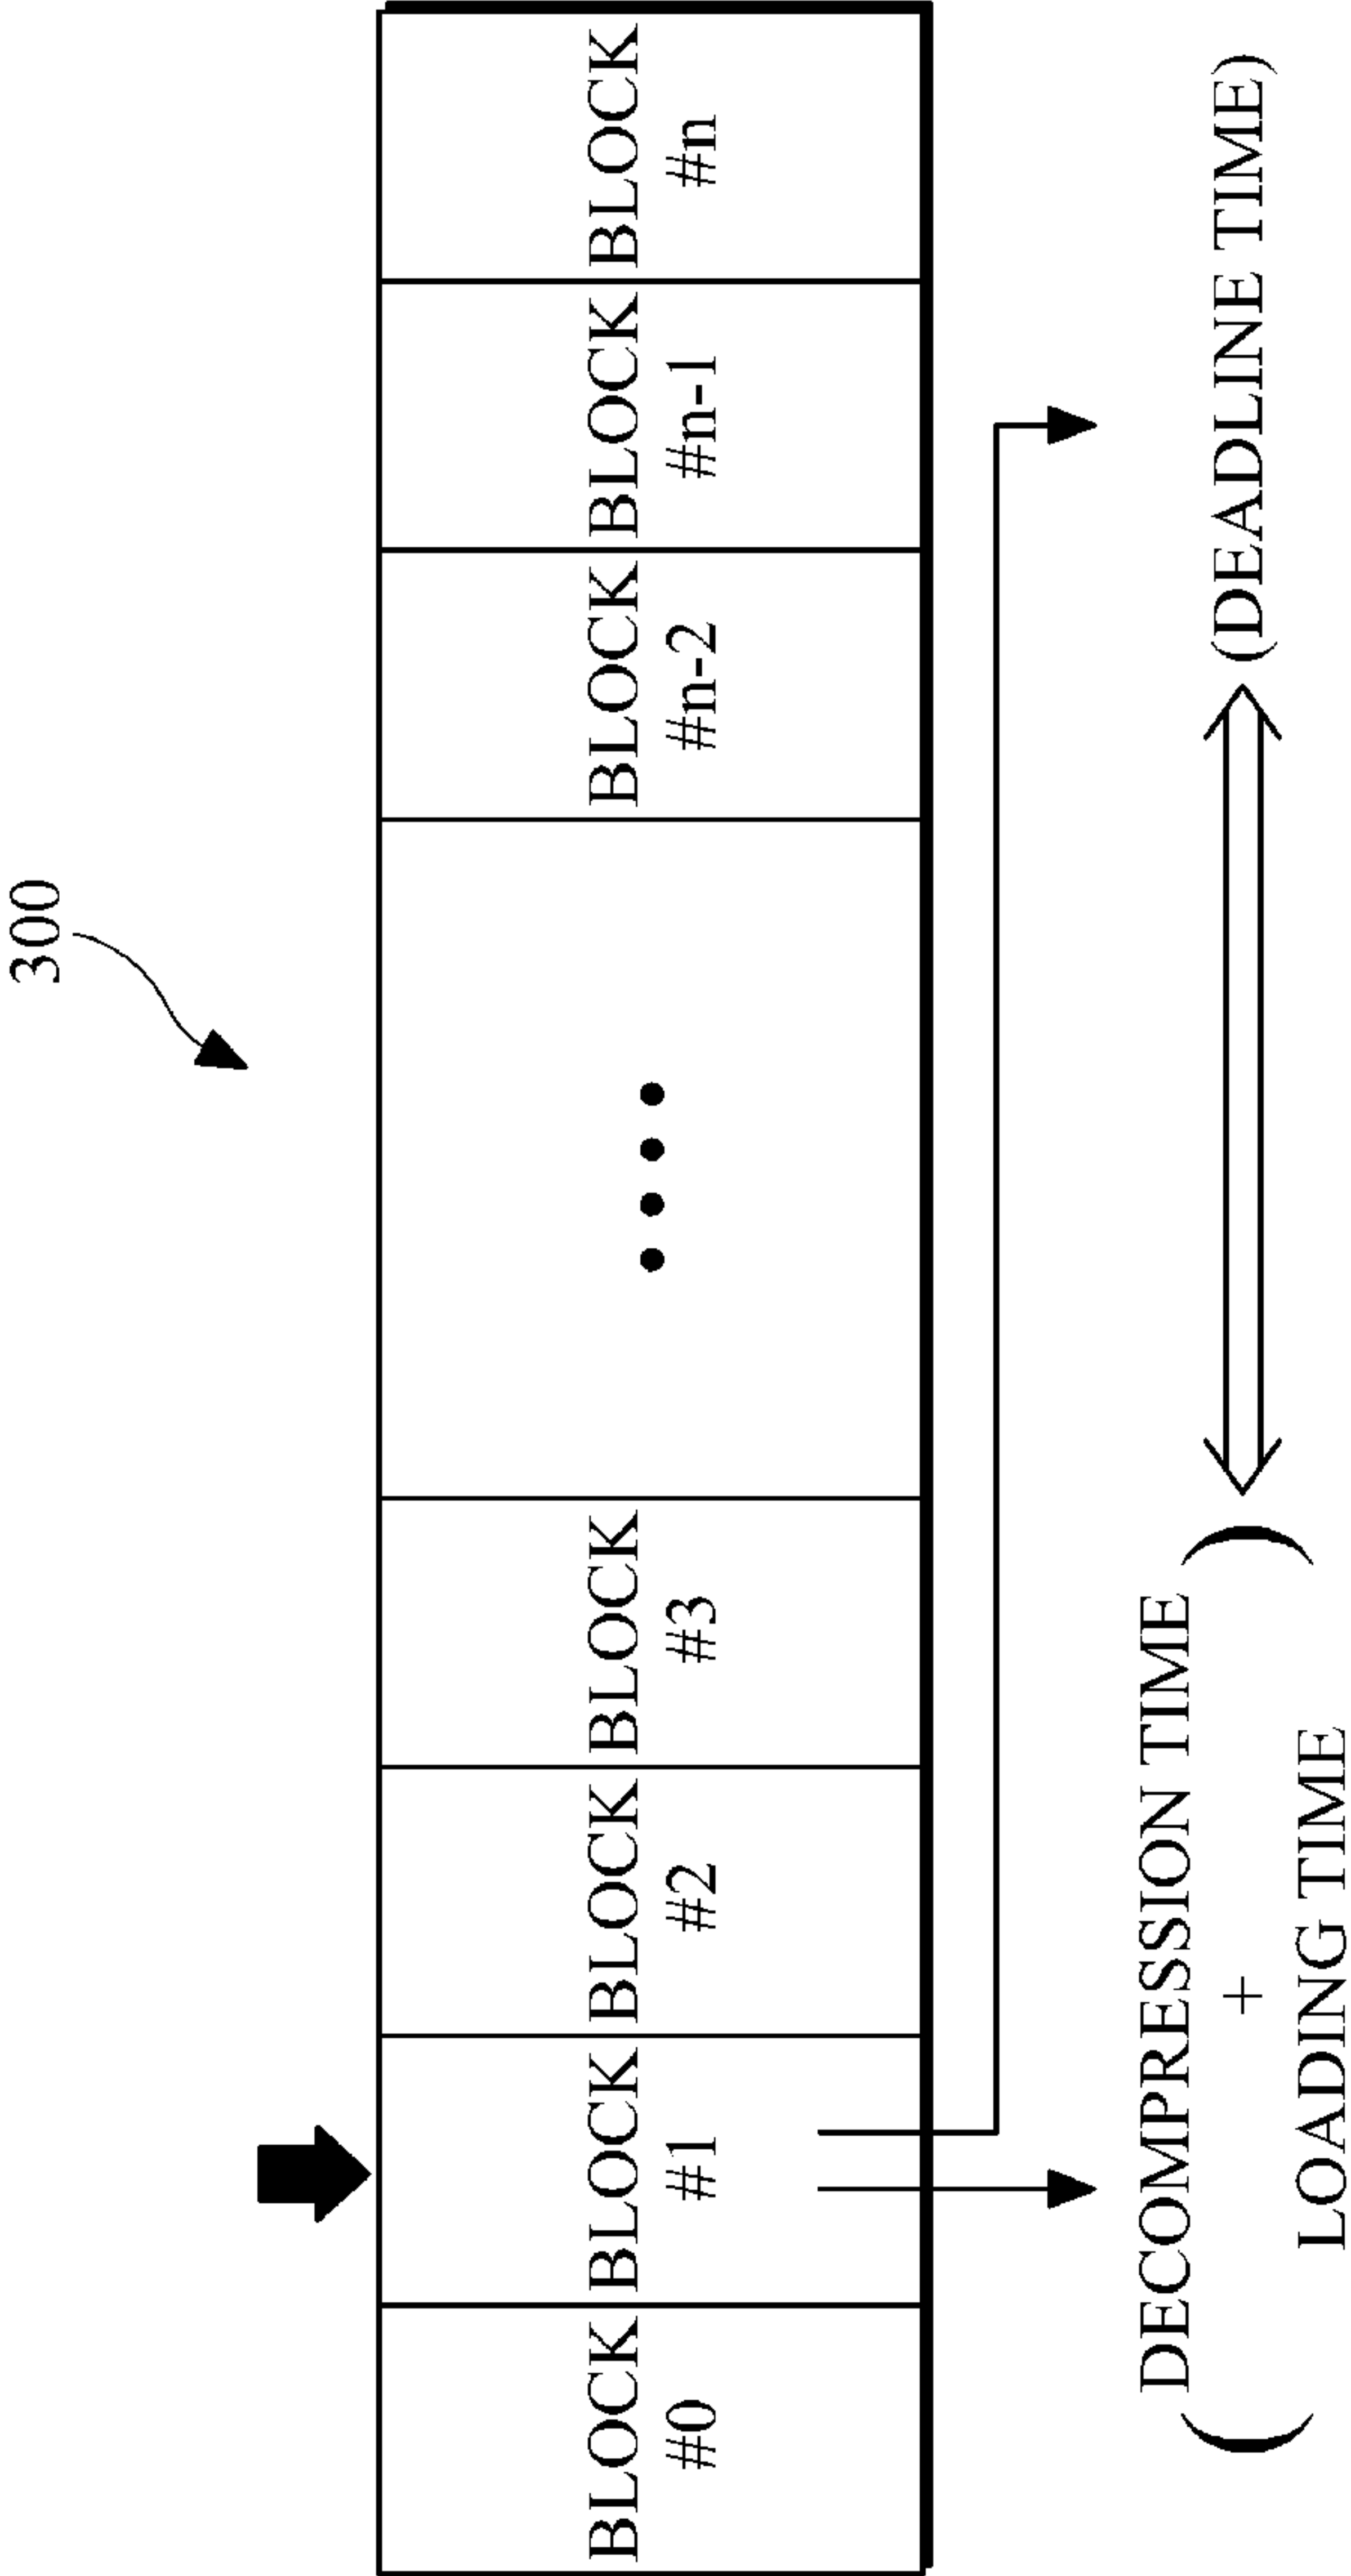 300
BLOCK
#0
BLOCK
#1
BLOCK
#2
BLOCK
#3
BLOCK
#n-2
BLOCK
#n-1
BLOCK
#n
( DECOMPRESSION TIME
+
LOADING TIME )
(DEADLINE TIME)